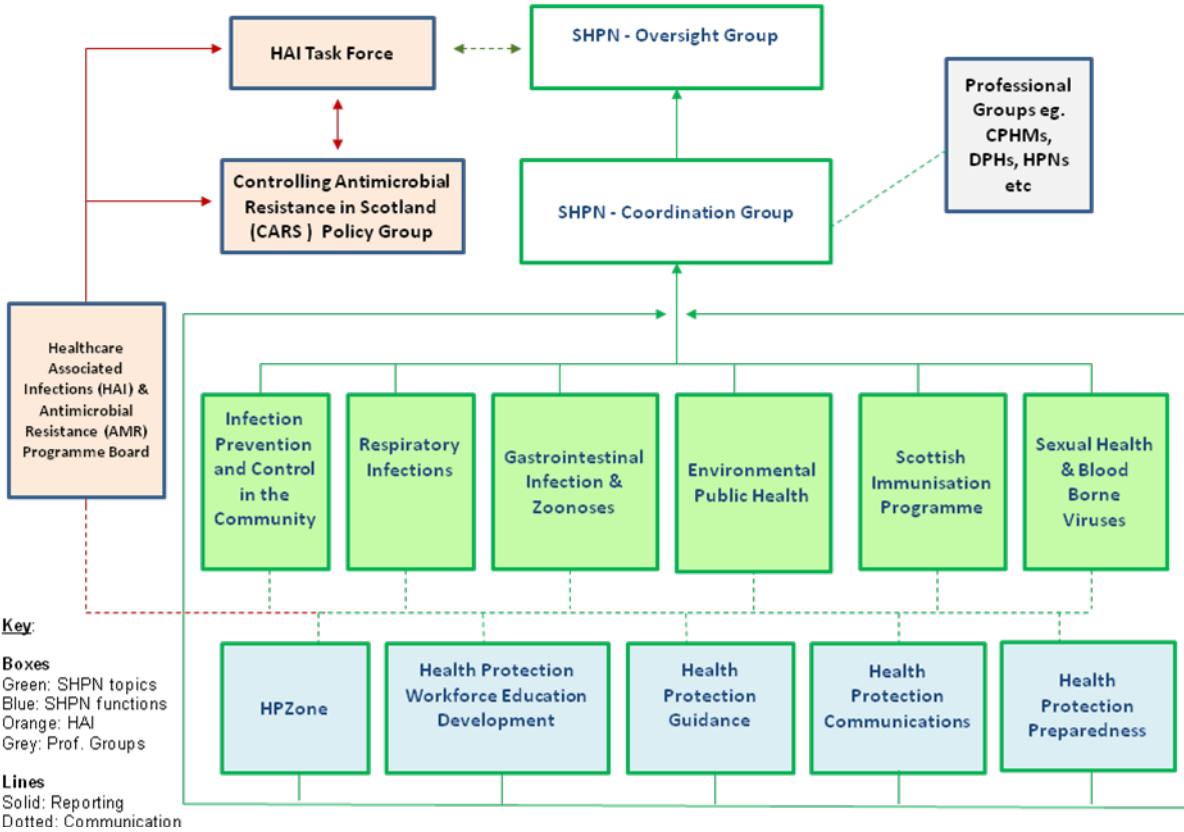 HAI Task Force
SHPN - Oversight Group
Professional
Groups eg.
CPHMs,
DPHs, HPNs
etc
Controlling Antimicrobial
Resistance in Scotland
(CARS ) Policy Group
SHPN - Coordination Group
Healthcare
Associated
Infections (HAI) &
Antimicrobial
Resistance (AMR)
Programme Board
Infection
Prevention
and Control
in the
Community
Respiratory
Infections
Gastrointestinal
Infection &
Zoonoses
Environmental
Public Health
Scottish
Immunisation
Programme
Sexual Health
& Blood
Borne
Viruses
HPZone
Health Protection
Workforce Education
Development
Health
Protection
Guidance
Health
Protection
Communications
Health
Protection
Preparedness
Key:
Boxes
Green: SHPN topics
Blue: SHPN functions
Orange: HAI
Grey: Prof. Groups
Lines
Solid: Reporting
Dotted: Communication